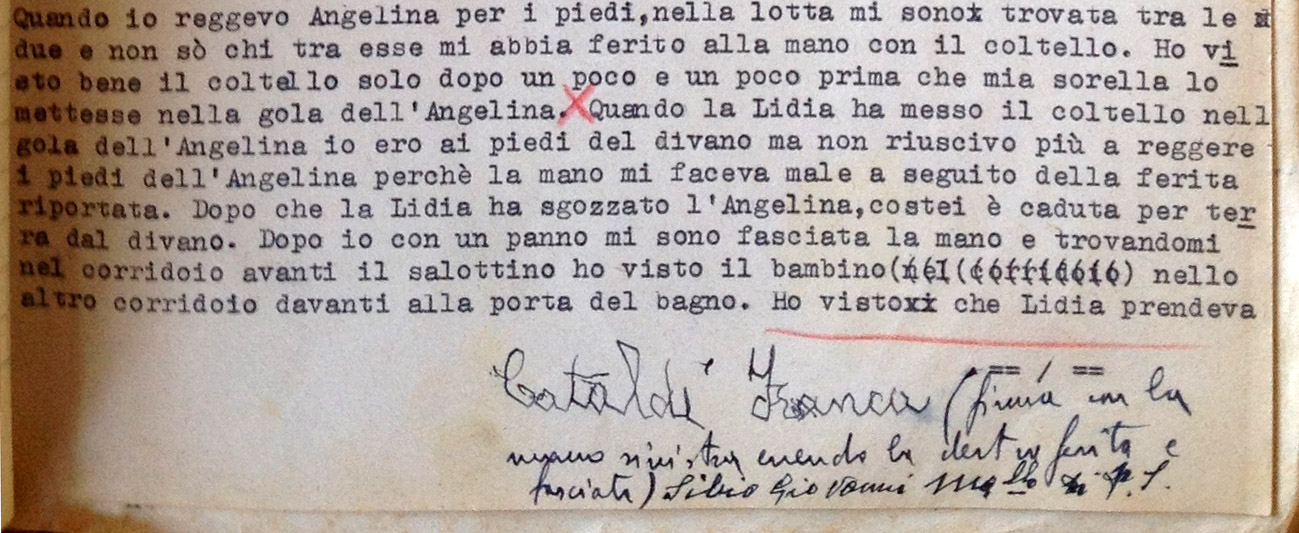 Quando io reggevo Angelina per i piedi,nella lotta mi sonox trovata tra le x
due e non sò chi tra esse mi abbia ferito alla mano con il coltello. Ho vi
sto bene il coltello solo dopo un poco e un poco prima che mia sorella lo
mettesse nella gola dell'Angelina. Quando la Lidia ha messo il coltello nell
gola dell'Angelina io ero ai piedi del divano ma non riuscivo più a reggere
i piedi dell'Angelina perchè la mano mi faceva male a seguito della ferita
riportata. Dopo che la Lidia ha sgozzato l'Angelina,costei è caduta per ter
ra dal divano. Dopo io con un panno mi sono fasciata la mano e trovandomi
nel corridoio avanti il salottino ho visto il bambino(nel(corridoio) nello
altro corridoio davanti alla porta del bagno. Ho vistoxx che Lidia prendeva
== / ==
Cataldi Franca (firma con la
mano sinistra avendo la destra ferita e
fasciata) Silvio Giovanni Mllo di P.S.